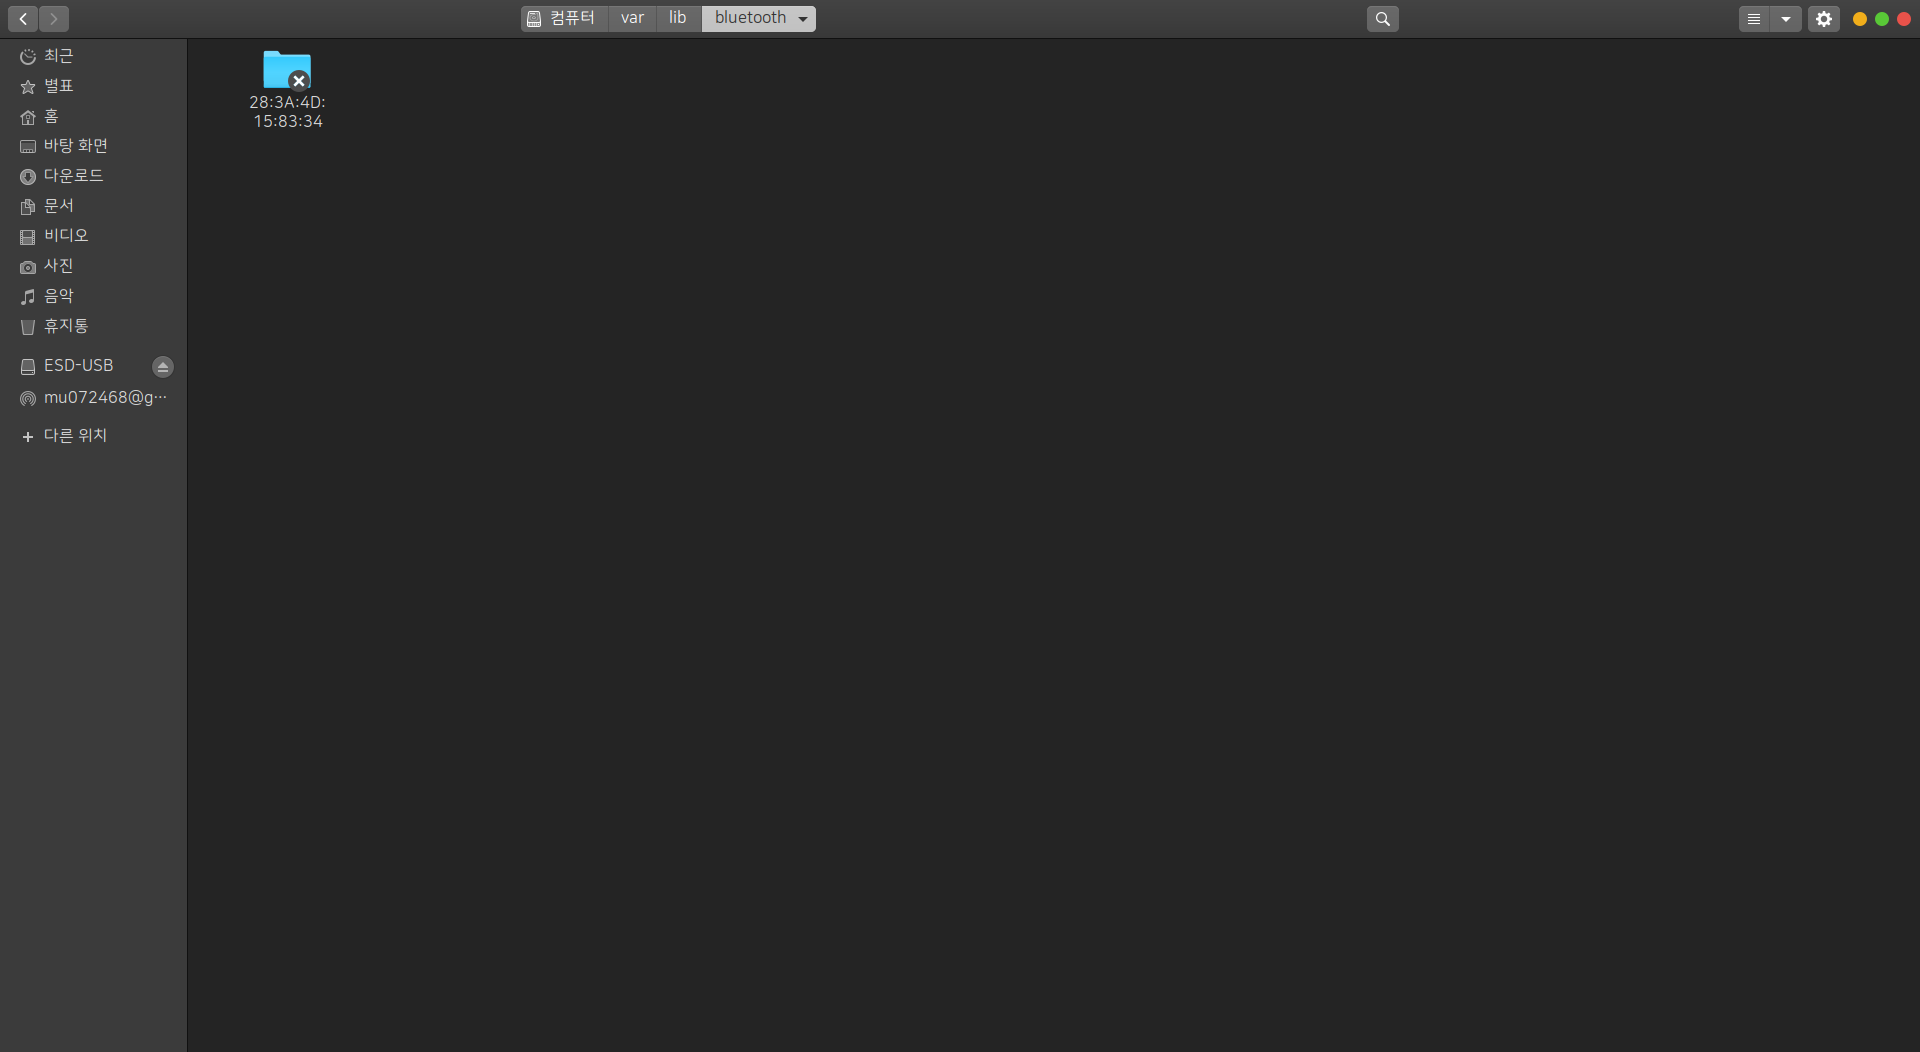 컴퓨터 var lib bluetooth
최근
별표
홈
바탕 화면
다운로드
문서
비디오
사진
음악
휴지통
ESD-USB
mu072468@g···
다른 위치
28:3A:4D:
15:83:34